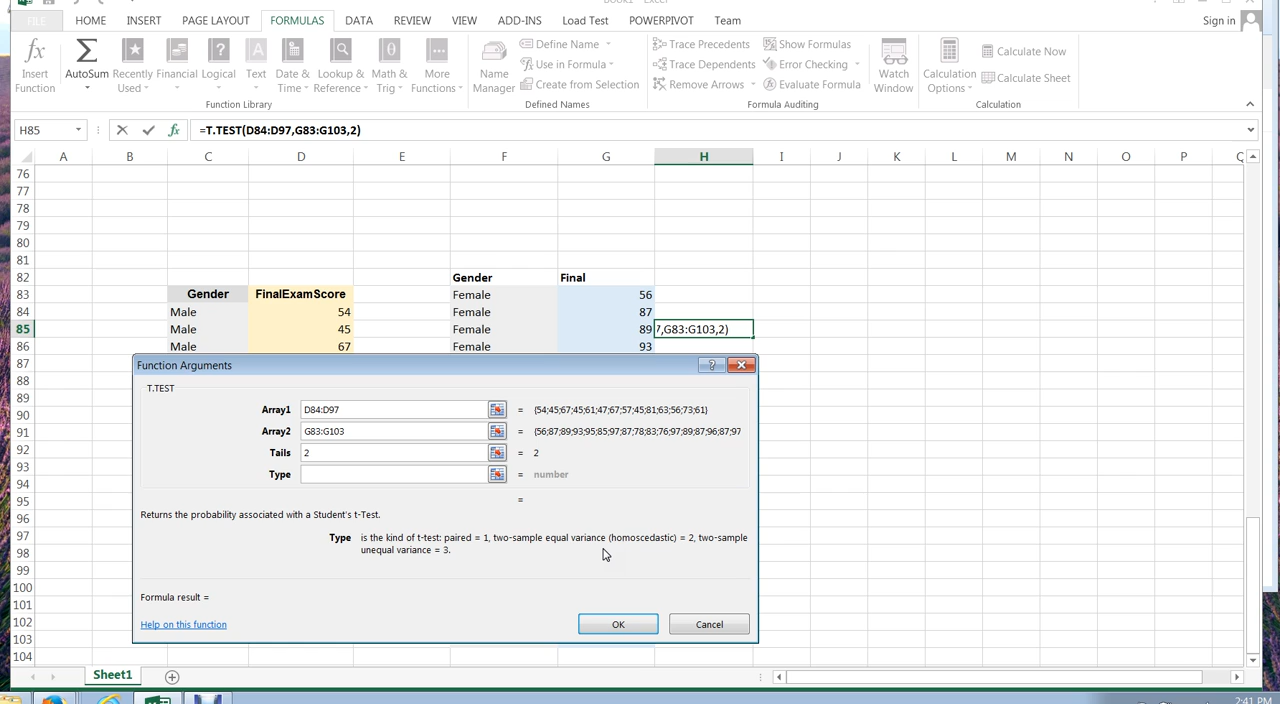 Book1 - Excel
FILE HOME INSERT PAGE LAYOUT FORMULAS DATA REVIEW VIEW ADD-INS Load Test POWERPIVOT Team Sign in
fx Σ ? A θ
Insert Function
AutoSum
Recently Used
Financial
Logical
Text
Date & Time
Lookup & Reference
Math & Trig
More Functions
Function Library
Name Manager
Define Name
Use in Formula
Create from Selection
Defined Names
Trace Precedents
Trace Dependents
Remove Arrows
Show Formulas
Error Checking
Evaluate Formula
Formula Auditing
Watch Window
Calculation Options
Calculate Now
Calculate Sheet
Calculation
H85 fx =T.TEST(D84:D97,G83:G103,2)
A B C D E F G H I J K L M N O P Q
76
77
78
79
80
81
82 Gender Final
83 Gender FinalExamScore Female 56
84 Male 54 Female 87
85 Male 45 Female 89 7,G83:G103,2)
86 Male 67 Female 93
87
88
89
90
91
92
93
94
95
96
97
98
99
100
101
102
103
104
Function Arguments ?
T.TEST
Array1 D84:D97 = {54;45;67;45;61;47;67;57;45;81;63;56;73;61}
Array2 G83:G103 = {56;87;89;93;95;85;97;87;78;83;76;97;89;87;96;87;97
Tails 2 = 2
Type = number
=
Returns the probability associated with a Student's t-Test.
Type is the kind of t-test: paired = 1, two-sample equal variance (homoscedastic) = 2, two-sample
unequal variance = 3.
Formula result =
Help on this function OK Cancel
Sheet1
2:41 PM